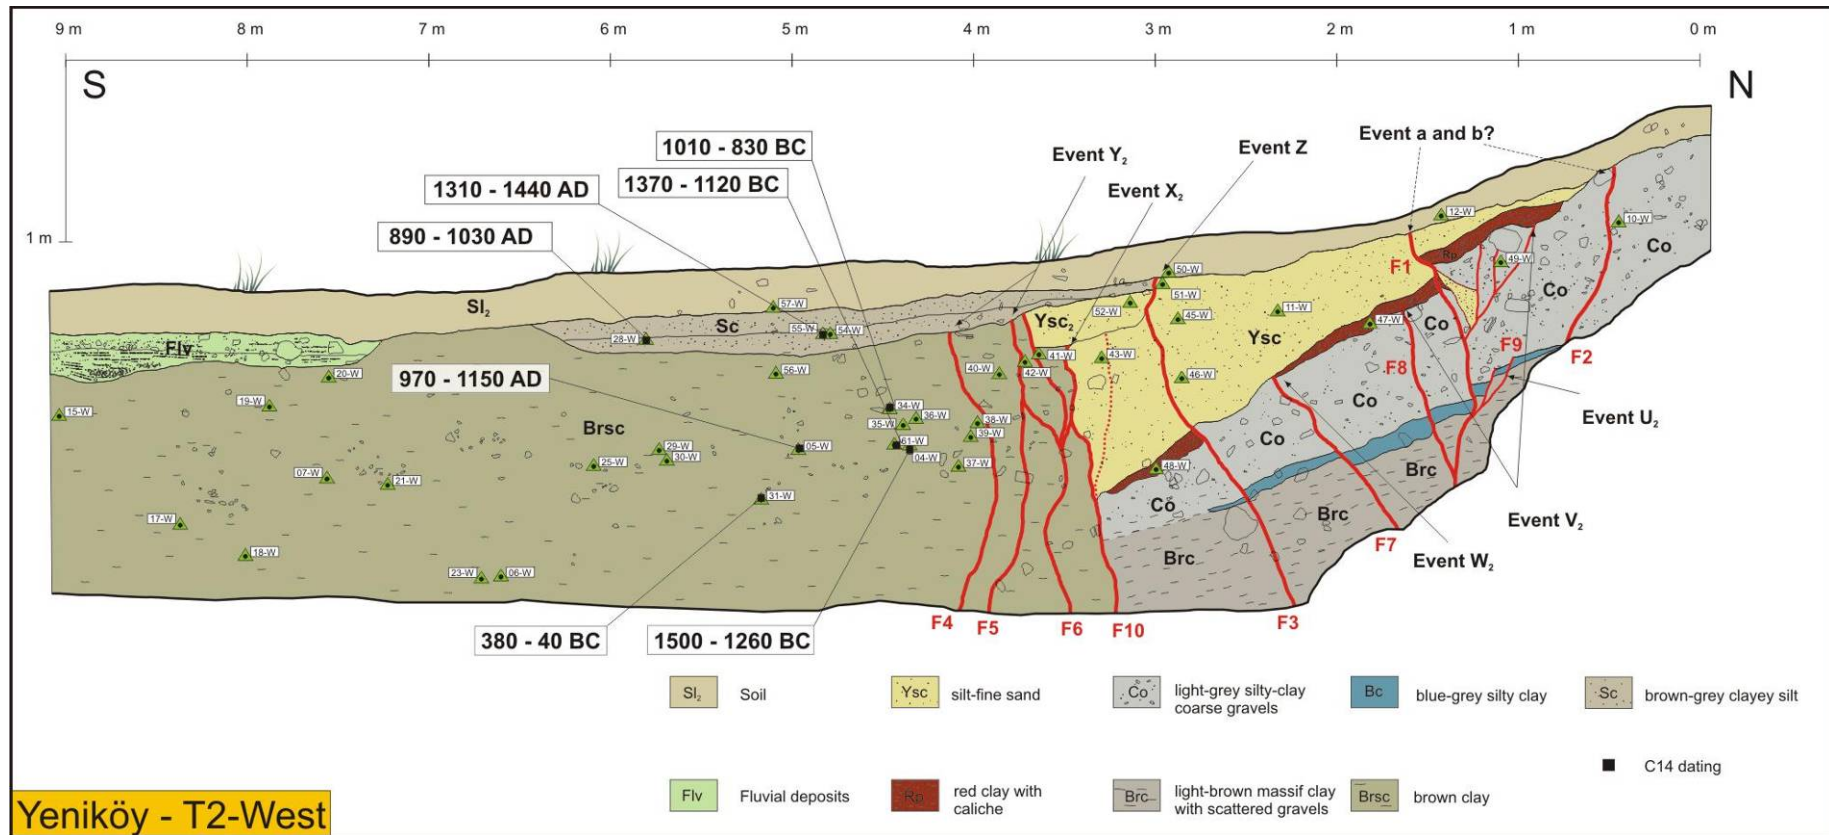 9 m 8 m 7 m 6 m 5 m 4 m 3 m 2 m 1 m 0 m
S N
1010 - 830 BC
1370 - 1120 BC
1310 - 1440 AD
890 - 1030 AD
Event Y2
Event X2
Event Z
Event a and b?
1 m
12-W
10-W
Co
F1
Rp
49-W
50-W
51-W
52-W
45-W
11-W
47-W
Sl2
57-W
Sc
55-W
54-W
28-W
Ysc2
Ysc
Co
Co
Flv
20-W
56-W
40-W
41-W
42-W
43-W
46-W
F8
F9
F2
970 - 1150 AD
15-W
19-W
34-W
36-W
35-W
38-W
39-W
Brsc
Co
Event U2
29-W
30-W
25-W
05-W
61-W
04-W
37-W
48-W
Co
Brc
07-W
21-W
31-W
Co
17-W
Brc
Event V2
18-W
Brc
F7
Event W2
23-W
06-W
F4
F5
F6
F10
F3
380 - 40 BC
1500 - 1260 BC
Sl2 Soil
Ysc silt-fine sand
Co light-grey silty-clay
coarse gravels
Bc blue-grey silty clay
Sc brown-grey clayey silt
C14 dating
Flv Fluvial deposits
Rp red clay with
caliche
Brc light-brown massif clay
with scattered gravels
Brsc brown clay
Yeniköy - T2-West